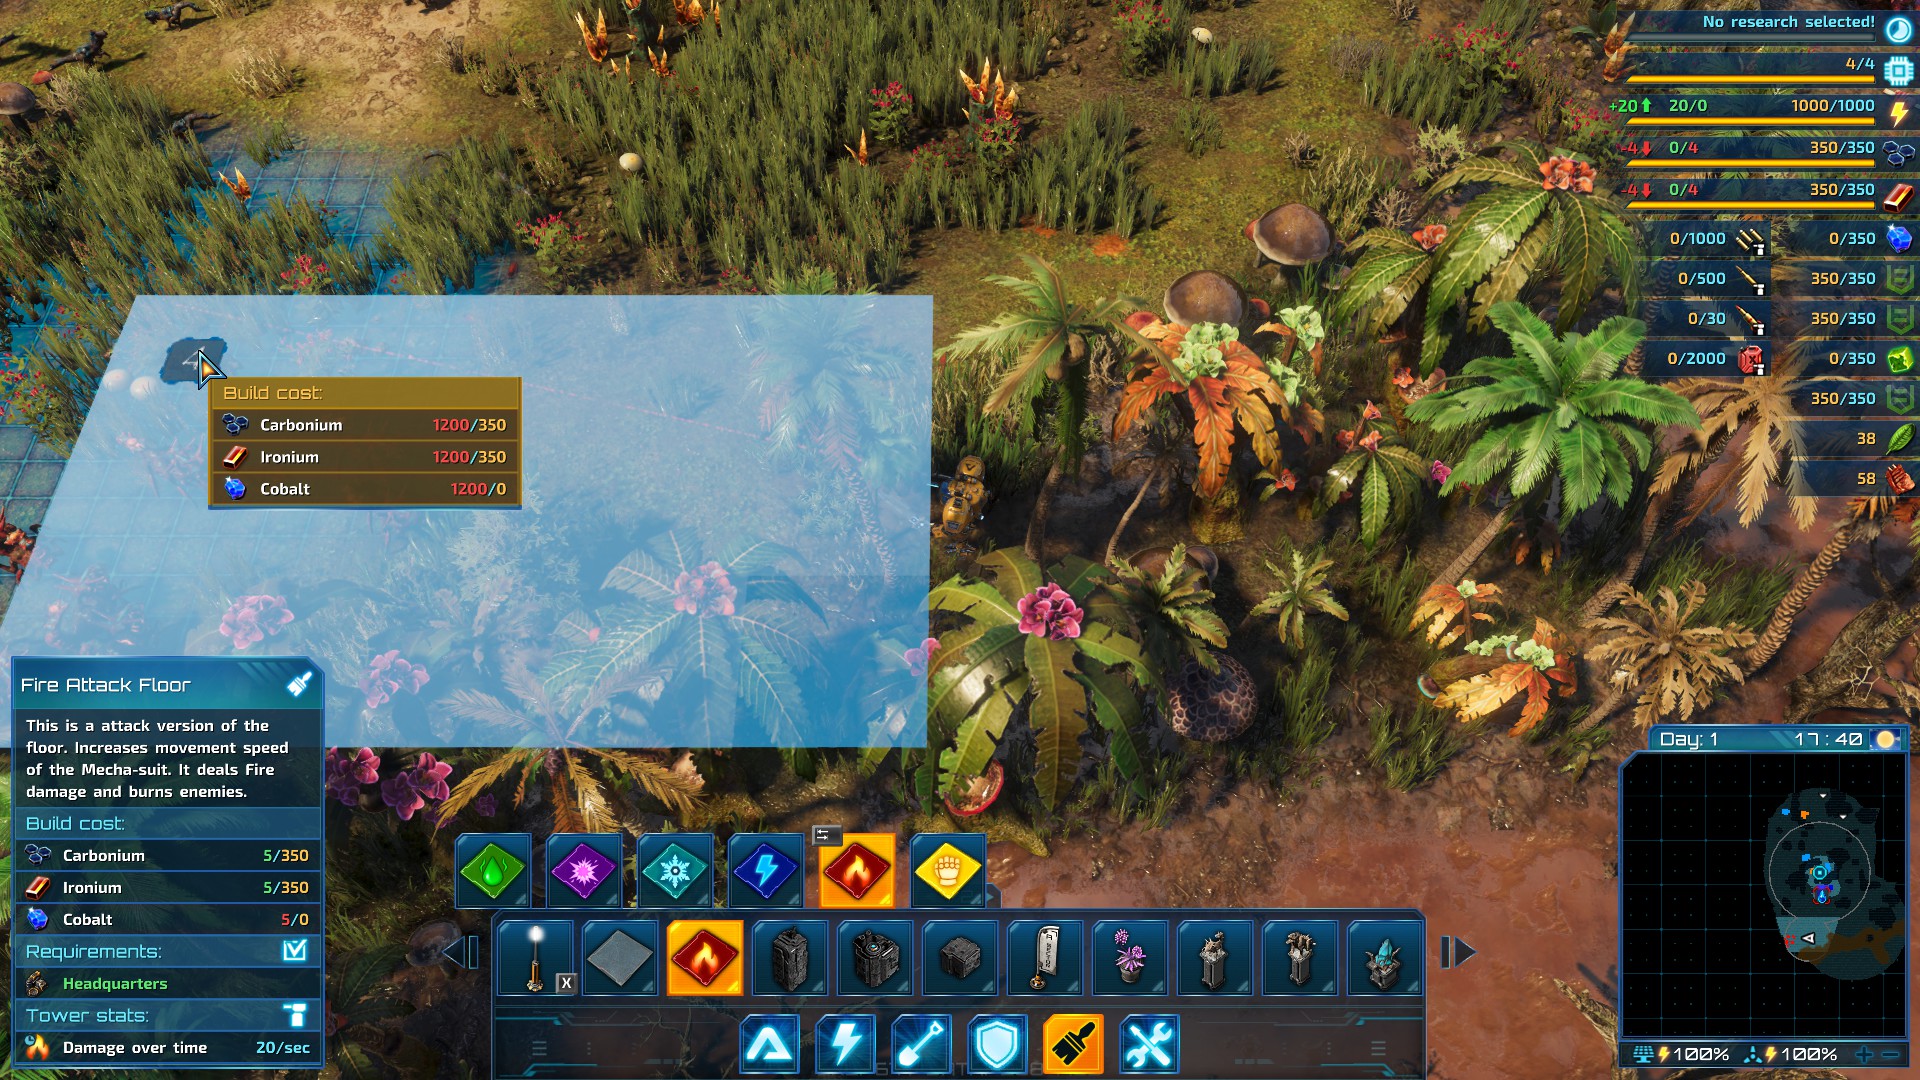 No research selected!
4/4
+20 20/0 1000/1000
-4 0/4 350/350
-4 0/4 350/350
0/1000 0/350
0/500 350/350
0/30 350/350
0/2000 0/350
350/350
38
58
Build cost:
Carbonium 1200/350
Ironium 1200/350
Cobalt 1200/0
Fire Attack Floor
This is a attack version of the
floor. Increases movement speed
of the Mecha-suit. It deals Fire
damage and burns enemies.
Build cost:
Carbonium 5/350
Ironium 5/350
Cobalt 5/0
Requirements:
Headquarters
Tower stats:
Damage over time 20/sec
X
Day: 1 17:40
100% 100%